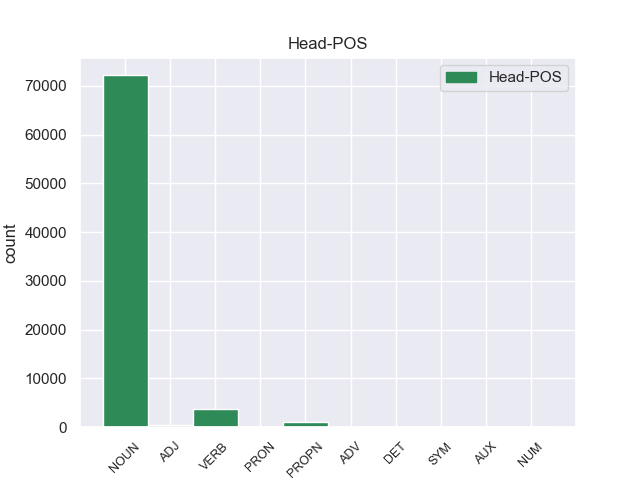 Head-POS
Head-POS
70000
60000
50000
40000
30000
20000
10000
0
count
NOUN ADJ VERB PRON PROPN ADV DET SYM AUX NUM